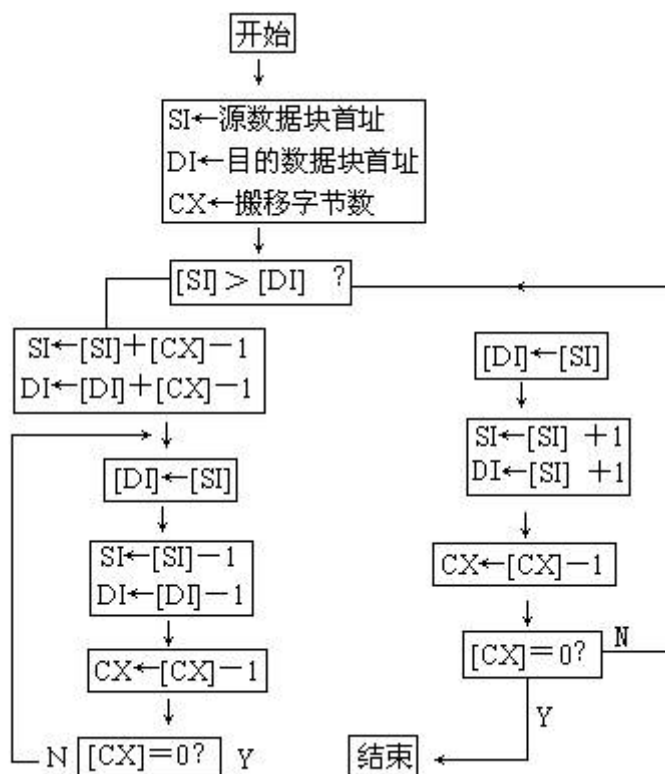 开始
SI←源数据块首址
DI←目的数据块首址
CX←搬移字节数
[SI]＞[DI] ?
SI←[SI]＋[CX]－1
DI←[DI]＋[CX]－1
[DI]←[SI]
SI←[SI]－1
DI←[DI]－1
CX←[CX]－1
N
[CX]＝0?
Y
[DI]←[SI]
SI←[SI] ＋1
DI←[SI] ＋1
CX←[CX]－1
[CX]＝0?
N
Y
结束